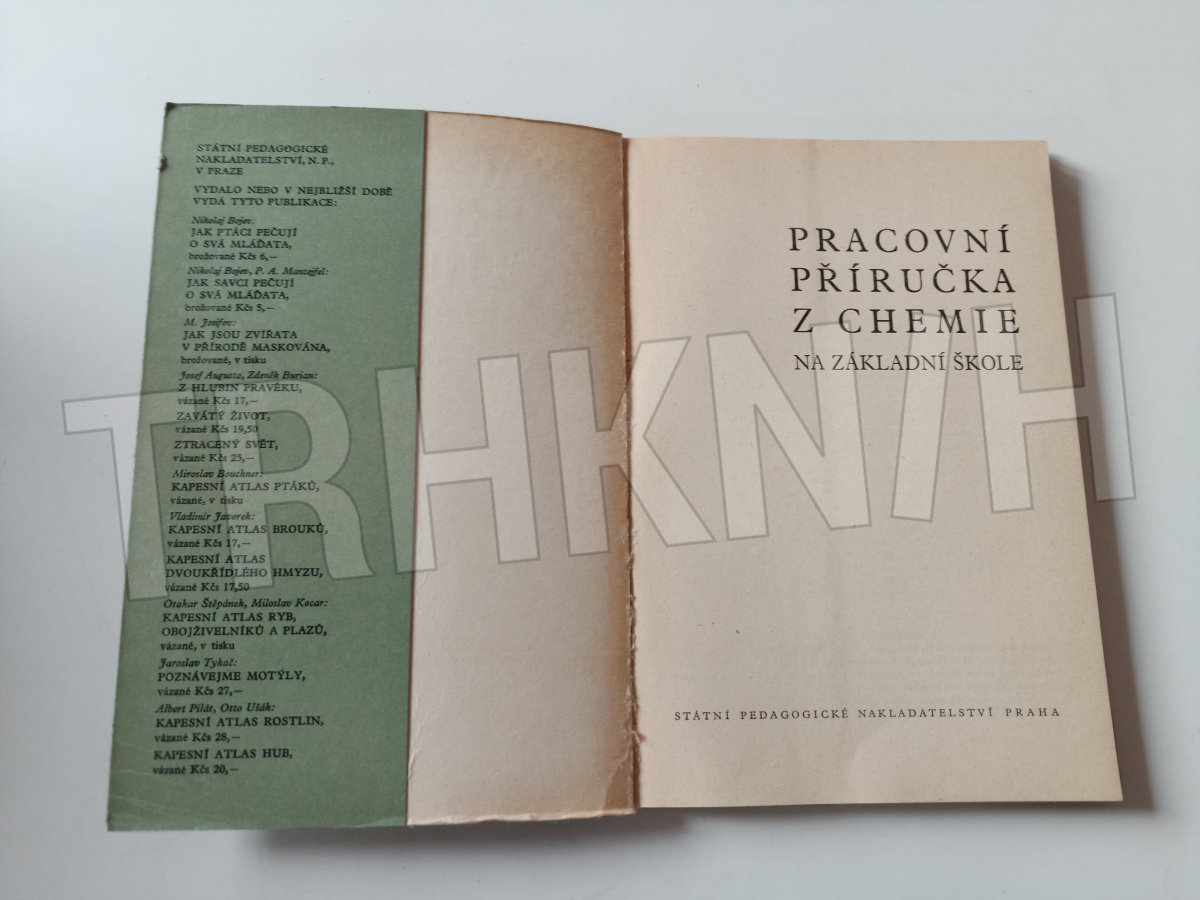 STÁTNÍ PEDAGOGICKÉ
NAKLADATELSTVÍ, N. P.,
V PRAZE
VYDALO NEBO V NEJBLIŽŠÍ DOBĚ
VYDÁ TYTO PUBLIKACE:
Nikolaj Bojev:
JAK PTÁCI PEČUJÍ
O SVÁ MLÁĎATA,
brožované Kčs 6,—
Nikolaj Bojev, P. A. Mantejfel:
JAK SAVCI PEČUJÍ
O SVÁ MLÁĎATA,
brožované Kčs 5,—
M. Josifov:
JAK JSOU ZVÍŘATA
V PŘÍRODĚ MASKOVÁNA,
brožované, v tisku
Josef Augusta, Zdeněk Burian:
Z HLUBIN PRAVĚKU,
vázané Kčs 17,—
ZAVÁTÝ ŽIVOT,
vázané Kčs 19,50
ZTRACENÝ SVĚT,
vázané Kčs 25,—
Miroslav Bouchner:
KAPESNÍ ATLAS PTÁKŮ,
vázané, v tisku
Vladimír Javorek:
KAPESNÍ ATLAS BROUKŮ,
vázané Kčs 17,—
KAPESNÍ ATLAS
DVOUKŘÍDLÉHO HMYZU,
vázané Kčs 17,50
Otakar Štěpánek, Miloslav Kocar:
KAPESNÍ ATLAS RYB,
OBOJŽIVELNÍKŮ A PLAZŮ,
vázané, v tisku
Jaroslav Tykač:
POZNÁVEJME MOTÝLY,
vázané Kčs 27,—
Albert Pilát, Otto Ušák:
KAPESNÍ ATLAS ROSTLIN,
vázané Kčs 28,—
KAPESNÍ ATLAS HUB,
vázané Kčs 20,—
PRACOVNÍ
PŘÍRUČKA
Z CHEMIE
NA ZÁKLADNÍ ŠKOLE
STÁTNÍ PEDAGOGICKÉ NAKLADATELSTVÍ PRAHA
TRHKNIH